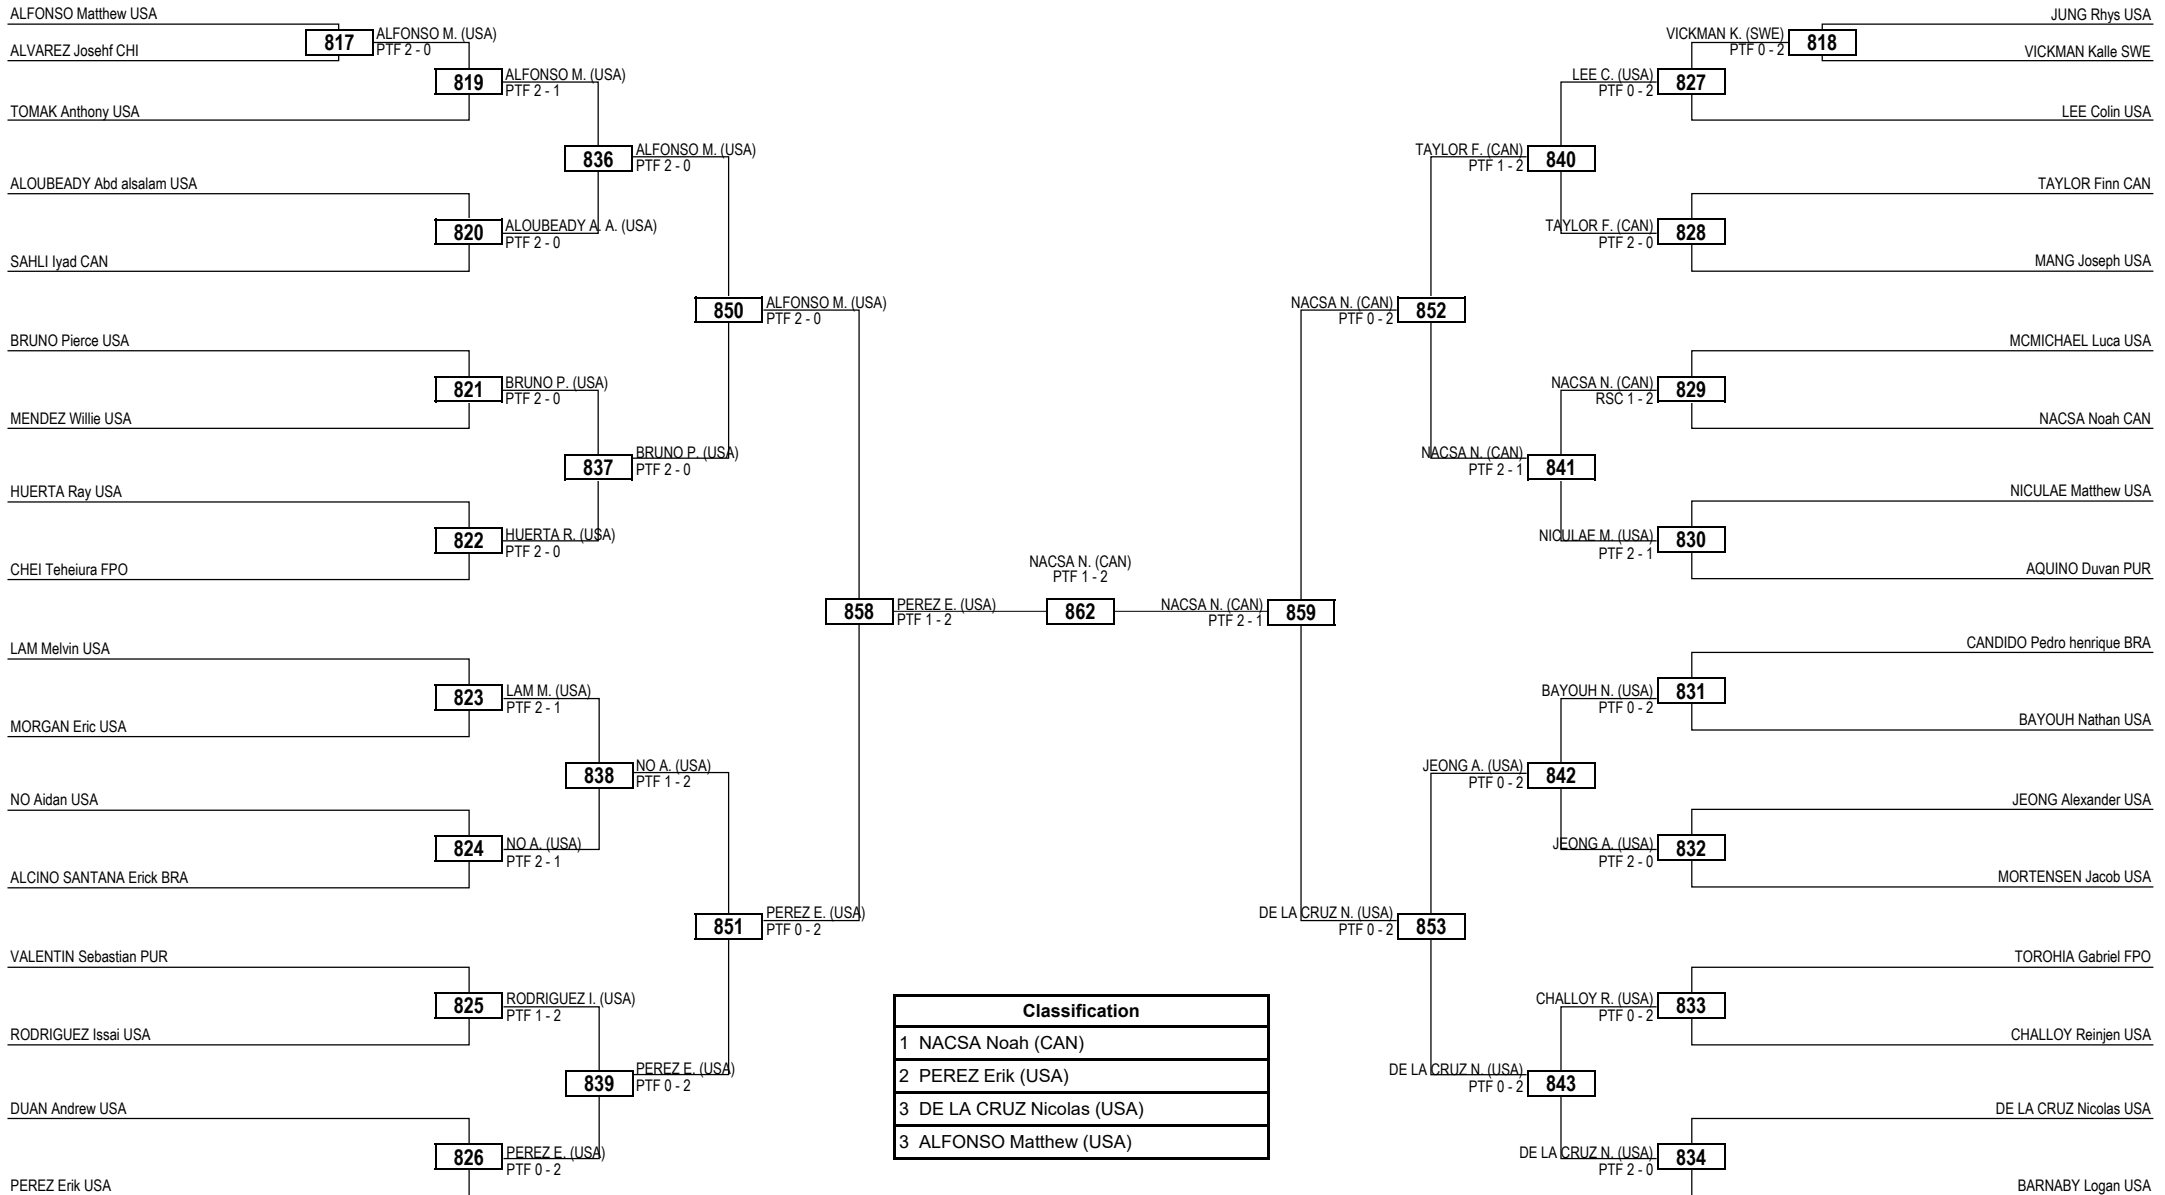 ALFONSO Matthew USA
JUNG Rhys USA
817
ALFONSO M. (USA)
PTF 2 - 0
VICKMAN K. (SWE)
PTF 0 - 2
818
ALVAREZ Josehf CHI
VICKMAN Kalle SWE
819
ALFONSO M. (USA)
PTF 2 - 1
LEE C. (USA)
PTF 0 - 2
827
TOMAK Anthony USA
LEE Colin USA
836
ALFONSO M. (USA)
PTF 2 - 0
TAYLOR F. (CAN)
PTF 1 - 2
840
ALOUBEADY Abd alsalam USA
TAYLOR Finn CAN
820
ALOUBEADY A. A. (USA)
PTF 2 - 0
TAYLOR F. (CAN)
PTF 2 - 0
828
SAHLI Iyad CAN
MANG Joseph USA
850
ALFONSO M. (USA)
PTF 2 - 0
NACSA N. (CAN)
PTF 0 - 2
852
BRUNO Pierce USA
MCMICHAEL Luca USA
821
BRUNO P. (USA)
PTF 2 - 0
NACSA N. (CAN)
RSC 1 - 2
829
MENDEZ Willie USA
NACSA Noah CAN
837
BRUNO P. (USA)
PTF 2 - 0
NACSA N. (CAN)
PTF 2 - 1
841
HUERTA Ray USA
NICULAE Matthew USA
822
HUERTA R. (USA)
PTF 2 - 0
NICULAE M. (USA)
PTF 2 - 1
830
CHEI Teheiura FPO
AQUINO Duvan PUR
NACSA N. (CAN)
PTF 1 - 2
858
PEREZ E. (USA)
PTF 1 - 2
862
NACSA N. (CAN)
PTF 2 - 1
859
LAM Melvin USA
CANDIDO Pedro henrique BRA
823
LAM M. (USA)
PTF 2 - 1
BAYOUH N. (USA)
PTF 0 - 2
831
MORGAN Eric USA
BAYOUH Nathan USA
838
NO A. (USA)
PTF 1 - 2
JEONG A. (USA)
PTF 0 - 2
842
NO Aidan USA
JEONG Alexander USA
824
NO A. (USA)
PTF 2 - 1
JEONG A. (USA)
PTF 2 - 0
832
ALCINO SANTANA Erick BRA
MORTENSEN Jacob USA
851
PEREZ E. (USA)
PTF 0 - 2
DE LA CRUZ N. (USA)
PTF 0 - 2
853
VALENTIN Sebastian PUR
TOROHIA Gabriel FPO
825
RODRIGUEZ I. (USA)
PTF 1 - 2
CHALLOY R. (USA)
PTF 0 - 2
833
RODRIGUEZ Issai USA
CHALLOY Reinjen USA
Classification
1 NACSA Noah (CAN)
2 PEREZ Erik (USA)
3 DE LA CRUZ Nicolas (USA)
3 ALFONSO Matthew (USA)
839
PEREZ E. (USA)
PTF 0 - 2
DE LA CRUZ N. (USA)
PTF 0 - 2
843
DUAN Andrew USA
DE LA CRUZ Nicolas USA
826
PEREZ E. (USA)
PTF 0 - 2
DE LA CRUZ N. (USA)
PTF 2 - 0
834
PEREZ Erik USA
BARNABY Logan USA